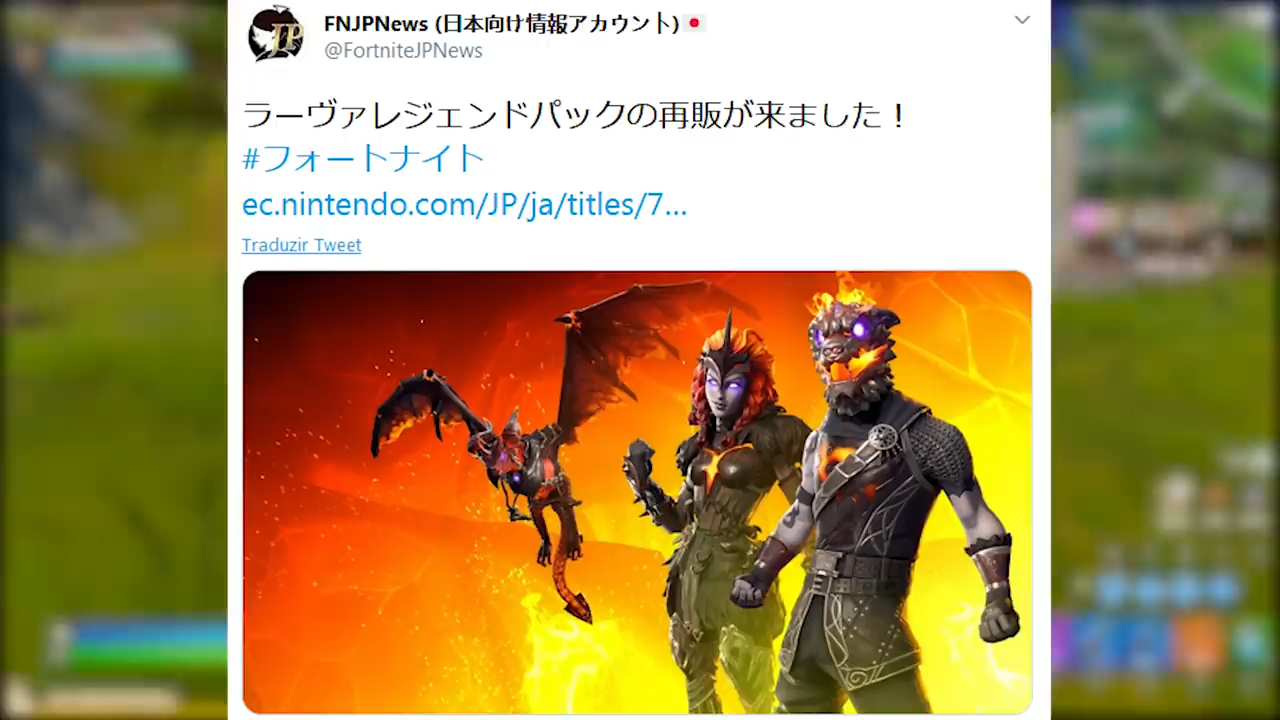 FNJPNews (日本向け情報アカウント)🇯🇵
@FortniteJPNews
ラーヴァレジェンドパックの再販が来ました！
#フォートナイト
ec.nintendo.com/JP/ja/titles/7…
Traduzir Tweet
JP